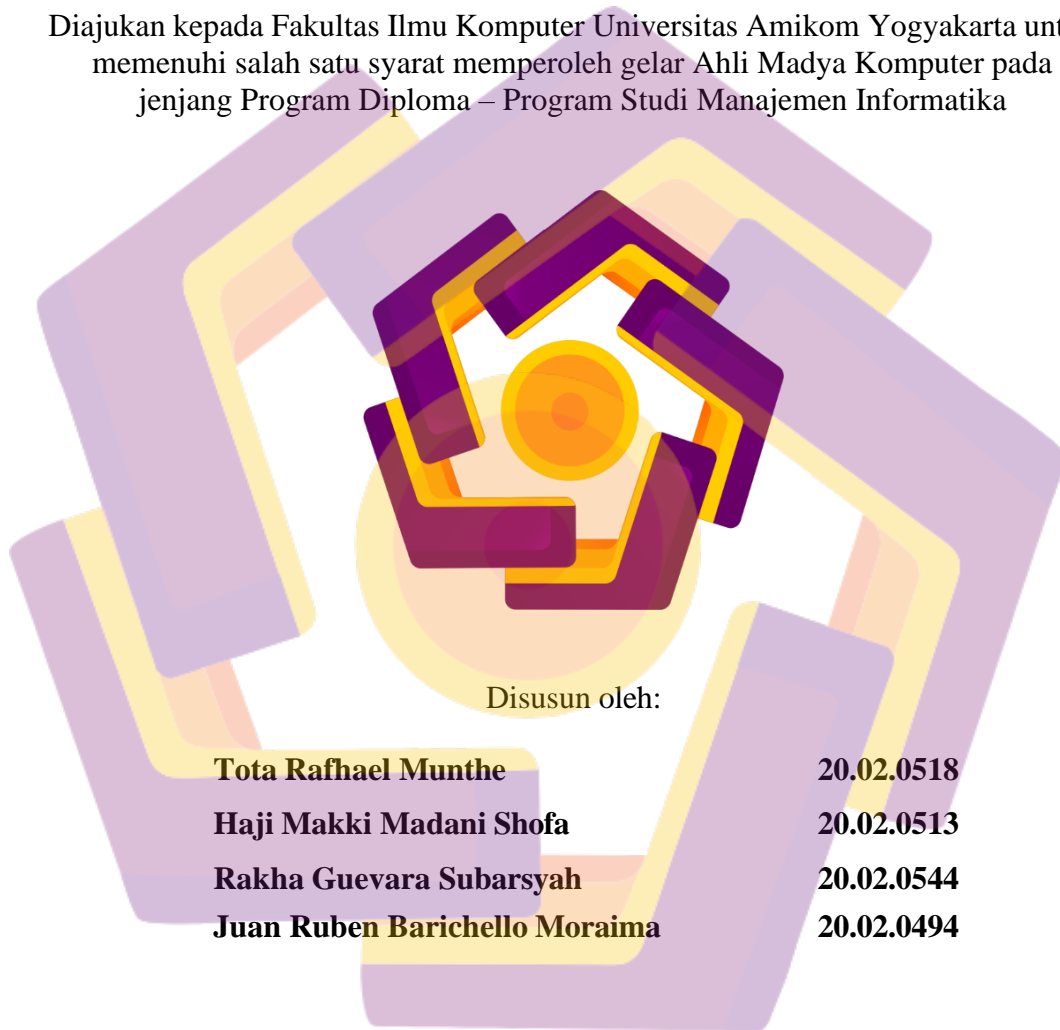 Diajukan kepada Fakultas Ilmu Komputer Universitas Amikom Yogyakarta unt
memenuhi salah satu syarat memperoleh gelar Ahli Madya Komputer pada
jenjang Program Diploma – Program Studi Manajemen Informatika
Disusun oleh:
Tota Rafhael Munthe 20.02.0518
Haji Makki Madani Shofa 20.02.0513
Rakha Guevara Subarsyah 20.02.0544
Juan Ruben Barichello Moraima 20.02.0494